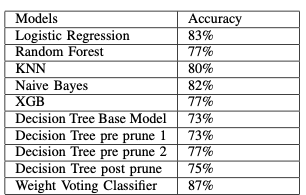 Models Accuracy
Logistic Regression 83%
Random Forest 77%
KNN 80%
Naive Bayes 82%
XGB 77%
Decision Tree Base Model 73%
Decision Tree pre prune 1 73%
Decision Tree pre prune 2 77%
Decision Tree post prune 75%
Weight Voting Classifier 87%